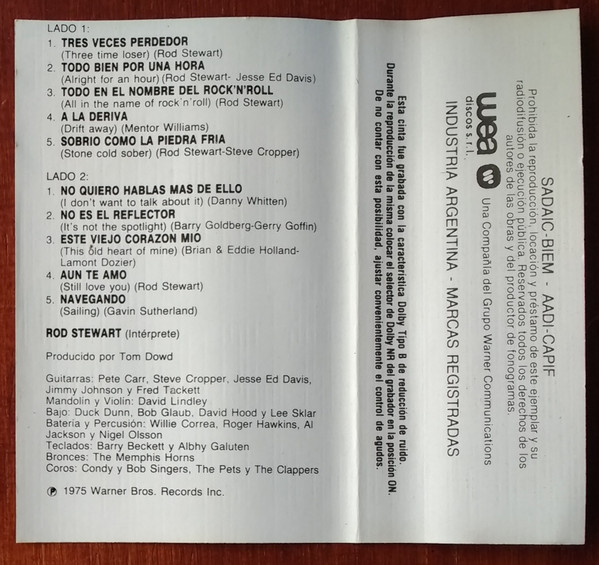 LADO 1:
1. TRES VECES PERDEDOR
(Three time loser) (Rod Stewart)
2. TODO BIEN POR UNA HORA
(Alright for an hour) (Rod Stewart- Jesse Ed Davis)
3. TODO EN EL NOMBRE DEL ROCK'N'ROLL
(All in the name of rock'n'roll) (Rod Stewart)
4. A LA DERIVA
(Drift away) (Mentor Williams)
5. SOBRIO COMO LA PIEDRA FRIA
(Stone cold sober) (Rod Stewart-Steve Cropper)
LADO 2:
1. NO QUIERO HABLAS MAS DE ELLO
(I don't want to talk about it) (Danny Whitten)
2. NO ES EL REFLECTOR
(It's not the spotlight) (Barry Goldberg-Gerry Goffin)
3. ESTE VIEJO CORAZON MIO
(This old heart of mine) (Brian & Eddie Holland-
Lamont Dozier)
4. AUN TE AMO
(Still love you) (Rod Stewart)
5. NAVEGANDO
(Sailing) (Gavin Sutherland)
ROD STEWART (Intérprete)
Producido por Tom Dowd
Guitarras: Pete Carr, Steve Cropper, Jesse Ed Davis,
Jimmy Johnson y Fred Tackett
Mandolin y Violin: David Lindley
Bajo: Duck Dunn, Bob Glaub, David Hood y Lee Sklar
Bateria y Percusión: Willie Correa, Roger Hawkins, Al
Jackson y Nigel Olsson
Teclados: Barry Beckett y Albhy Galuten
Bronces: The Memphis Horns
Coros: Condy y Bob Singers, The Pets y The Clappers
℗ 1975 Warner Bros. Records Inc.
Esta cinta fue grabada con la característica Dolby Tipo B de reducción de ruido.
Durante la reproducción de la misma colocar el selector de Dolby NR del grabador en la posición ON.
De no contar con esta posibilidad, ajustar convenientemente el control de agudos.
SADAIC-BIEM - AADI-CAPIF
Prohibida la reproducción, locación y préstamo de este ejemplar y su
radiodifusión o ejecución pública. Reservados todos los derechos de los
autores de las obras y del productor de fonogramas.
wea
discos s.r.l.
Una Compañía del Grupo Warner Communications
INDUSTRIA ARGENTINA - MARCAS REGISTRADAS